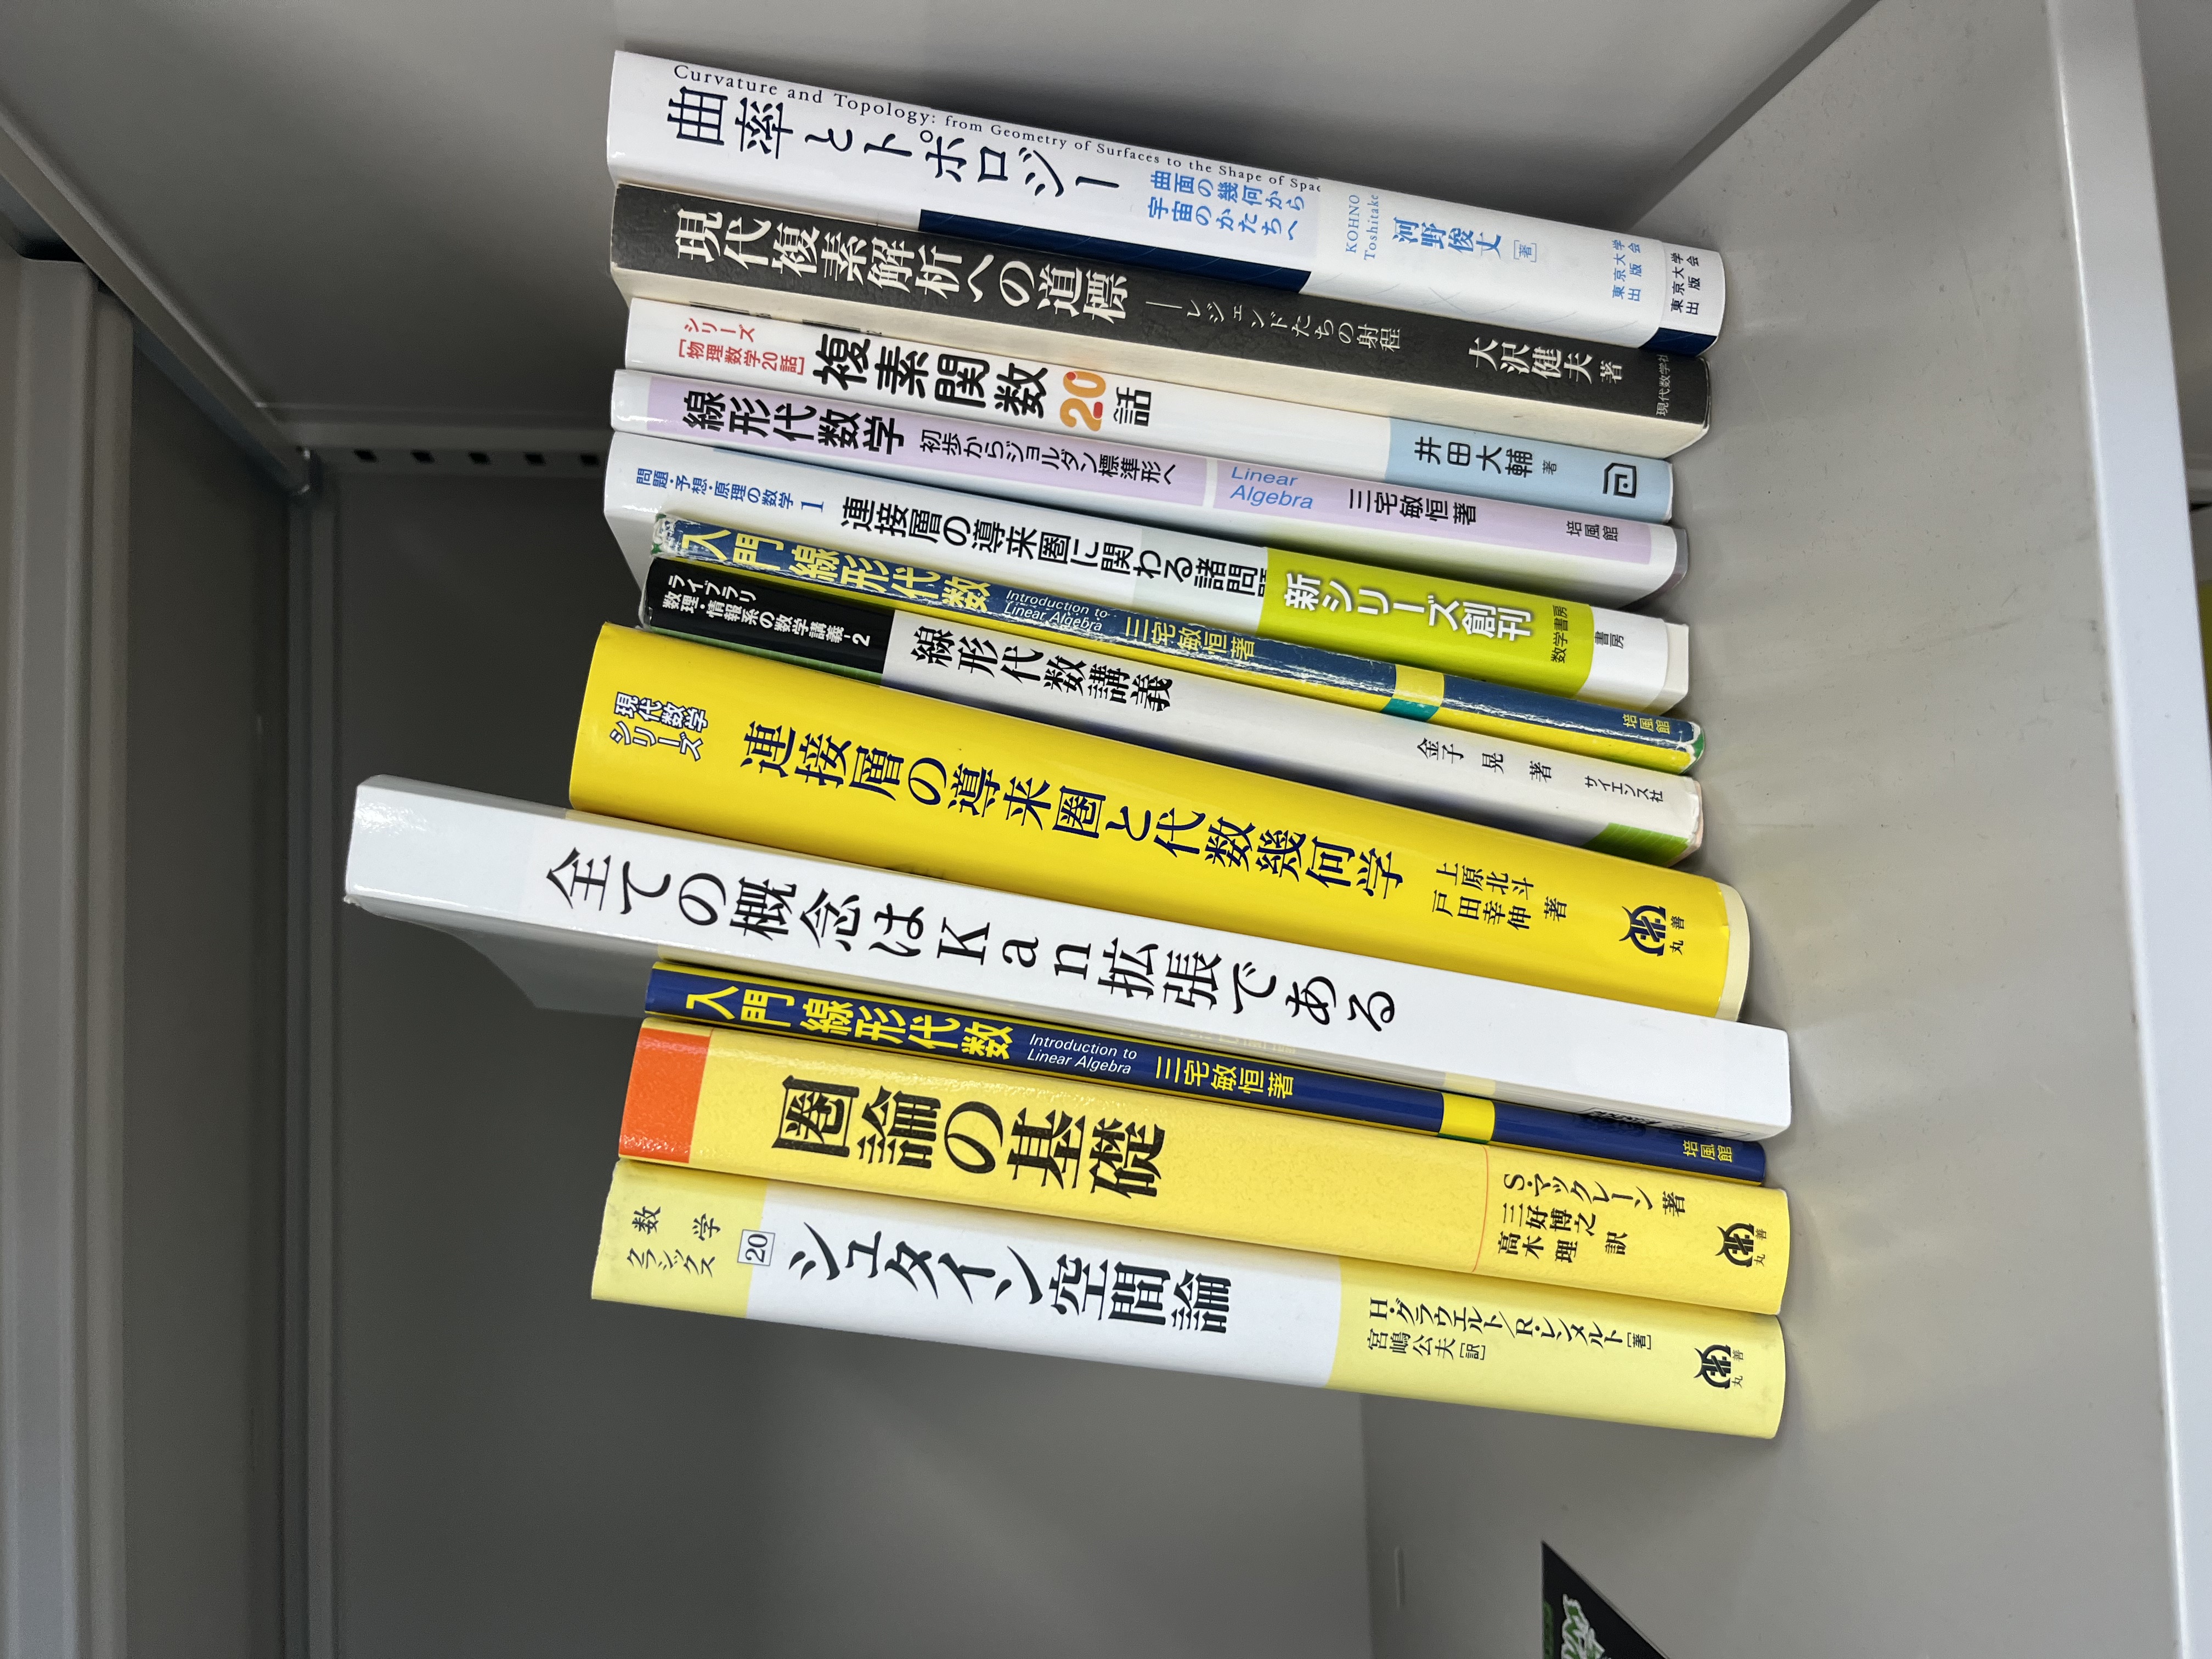 数学
クラシックス
20
シュタイン空間論
H・グラウエルト/R・レンメルト[著]
宮嶋公夫[訳]
丸善
圏論の基礎
S・マックレーン 著
三好博之
高木 理 訳
丸善
入門 線形代数
Introduction to
Linear Algebra
三宅敏恒著
培風館
全ての概念はKan拡張である
現代数学
シリーズ
連接層の導来圏と代数幾何学
上原北斗
戸田幸伸 著
丸善
ライブラリ
数理・情報系の数学講義-2
線形代数講義
金子 晃 著
サイエンス社
入門 線形代数
Introduction to
Linear Algebra
三宅敏恒著
培風館
問題・予想・原理の数学 1
連接層の導来圏に関わる諸問題
新シリーズ創刊
数学書房
書房
線形代数学
初歩からジョルダン標準形へ
Linear
Algebra
三宅敏恒著
培風館
シリーズ
[物理数学20話]
複素関数20話
井田大輔 著
現代複素解析への道標
―レジェンドたちの射程
大沢健夫 著
現代数学社
曲率とトポロジー
Curvature and Topology: from Geometry of Surfaces to the Shape of Space
曲面の幾何から
宇宙のかたちへ
KOHNO
Toshitake
河野俊丈[著]
東京大学
出版会
東京大学
出版会